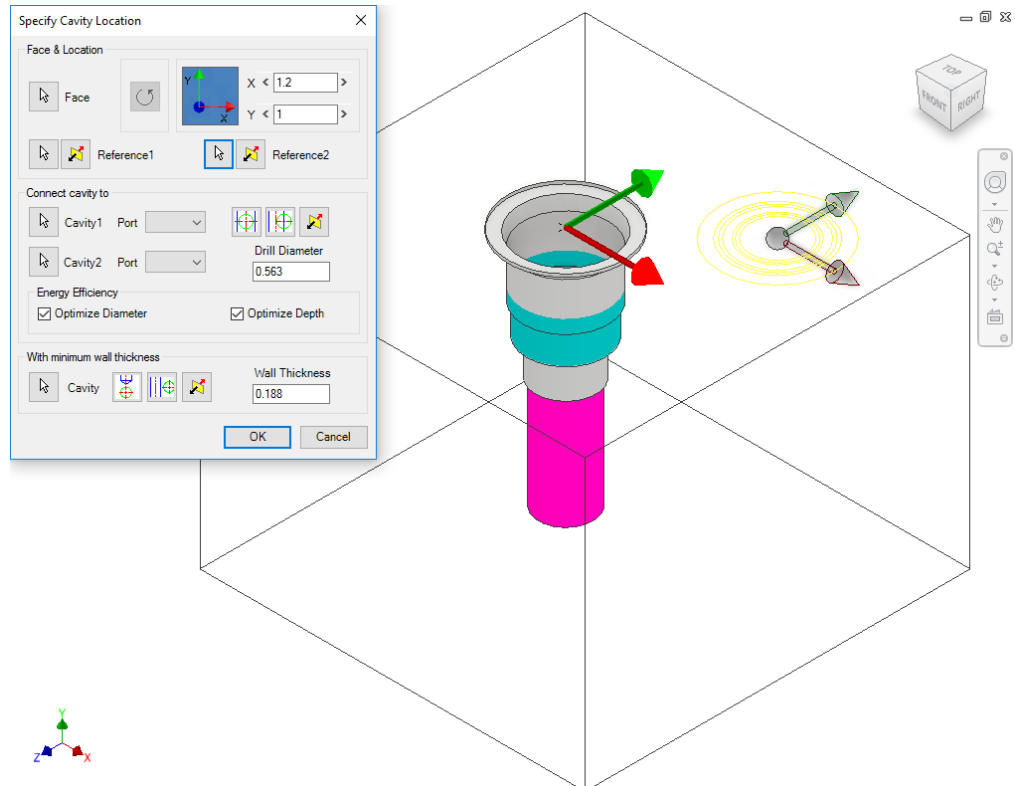 Specify Cavity Location
Face & Location
Face
Y
X
X < 1.2 >
Y < 1 >
Reference1
Reference2
Connect cavity to
Cavity1 Port
Cavity2 Port
Drill Diameter
0.563
Energy Efficiency
Optimize Diameter
Optimize Depth
With minimum wall thickness
Cavity
Wall Thickness
0.188
OK
Cancel
TOP
FRONT
RIGHT
Y
Z
X